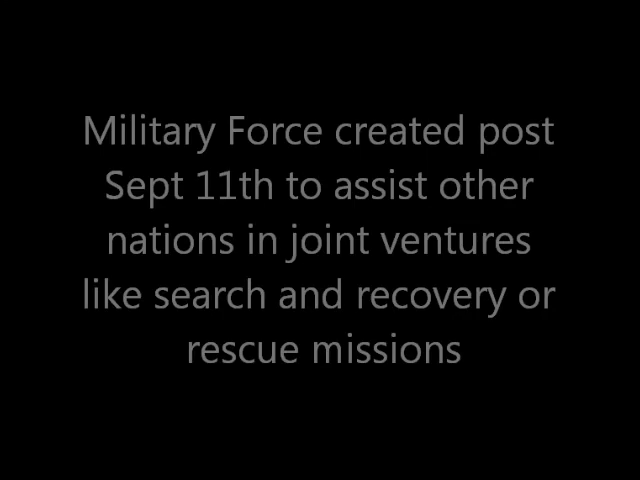 Military Force created post
Sept 11th to assist other
nations in joint ventures
like search and recovery or
rescue missions